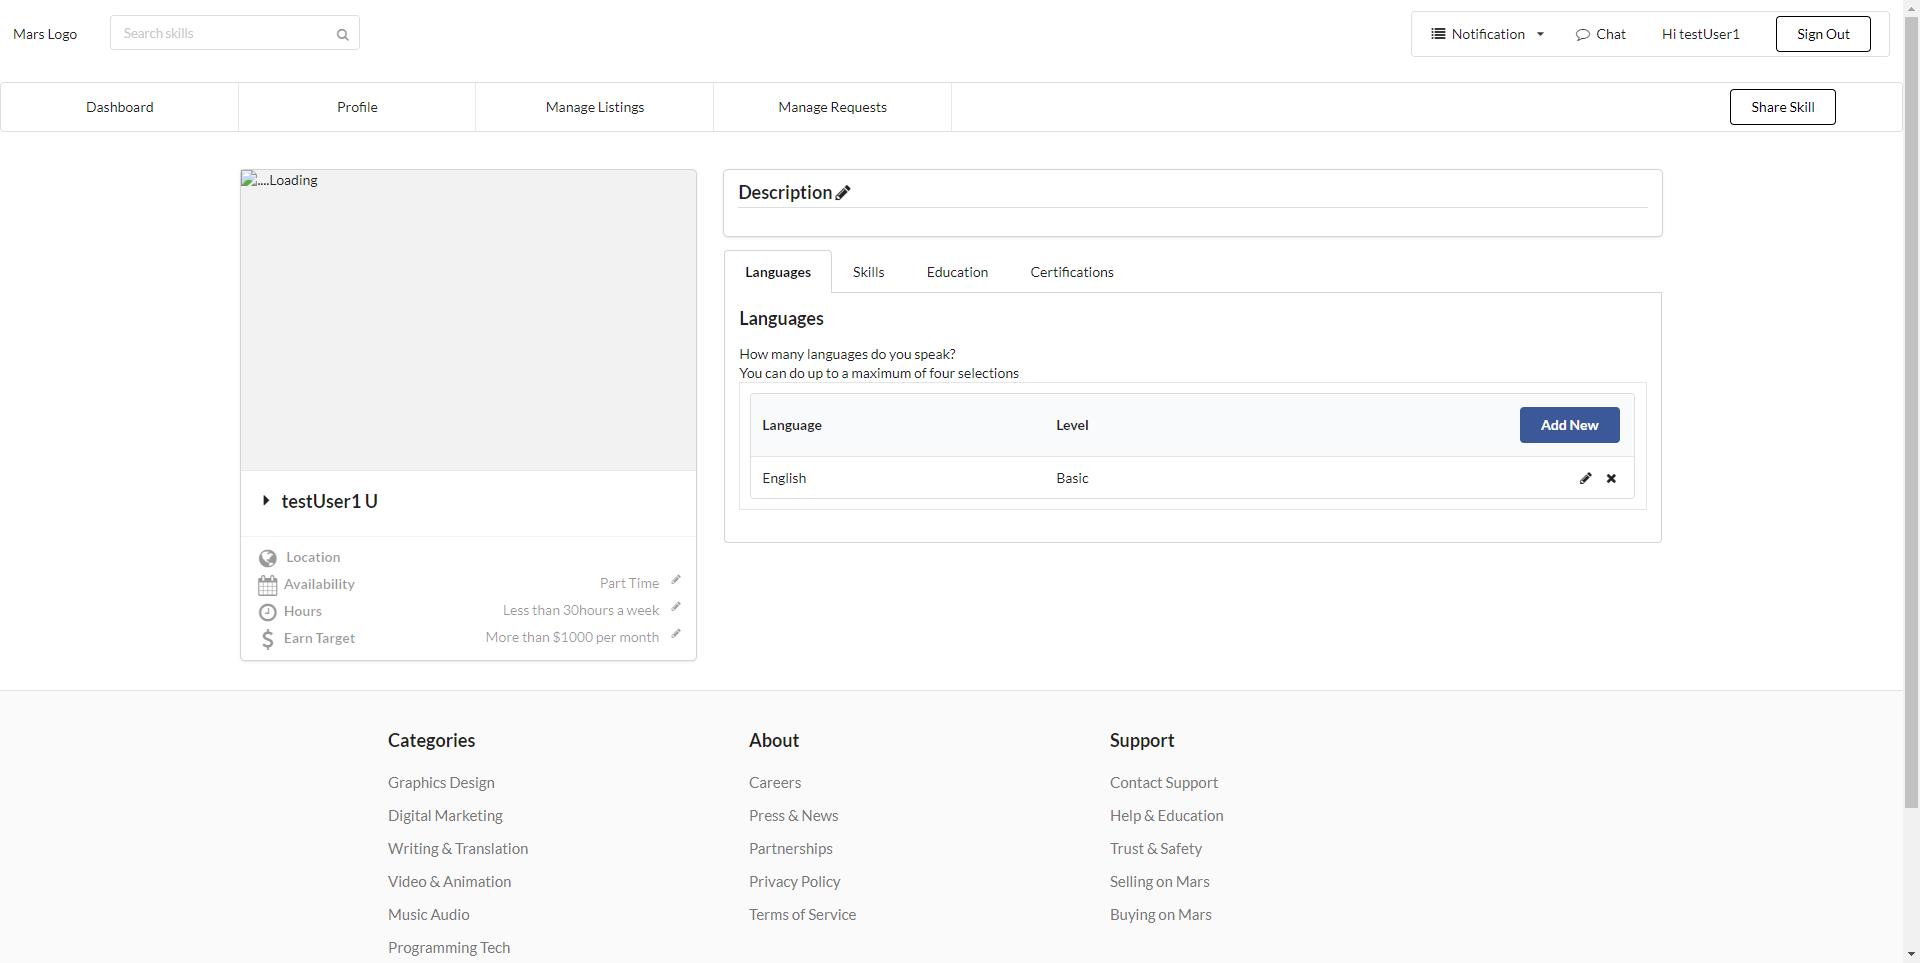 Mars Logo
Search skills
Notification
Chat
Hi testUser1
Sign Out
Dashboard
Profile
Manage Listings
Manage Requests
Share Skill
....Loading
testUser1 U
Location
Availability
Part Time
Hours
Less than 30hours a week
Earn Target
More than $1000 per month
Description
Languages
Skills
Education
Certifications
Languages
How many languages do you speak?
You can do up to a maximum of four selections
Language
Level
Add New
English
Basic
Categories
Graphics Design
Digital Marketing
Writing & Translation
Video & Animation
Music Audio
Programming Tech
About
Careers
Press & News
Partnerships
Privacy Policy
Terms of Service
Support
Contact Support
Help & Education
Trust & Safety
Selling on Mars
Buying on Mars